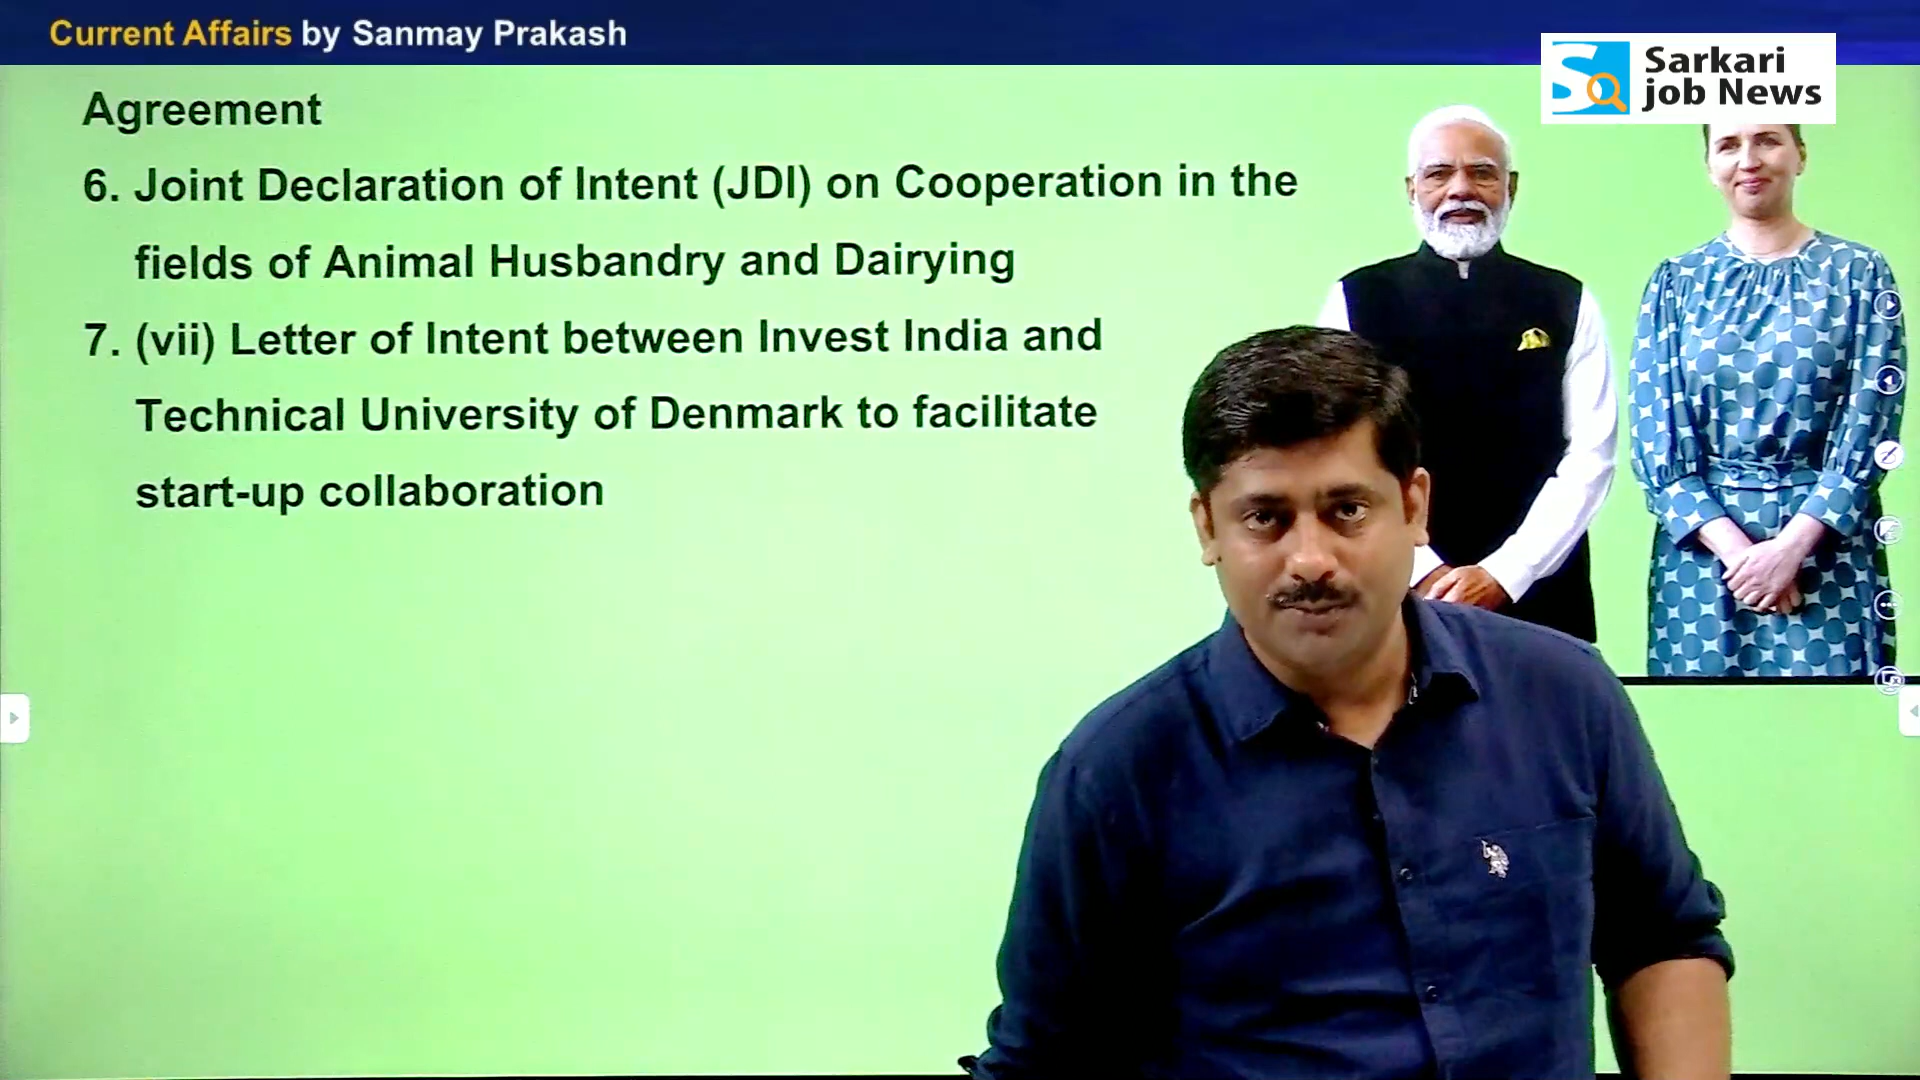 Current Affairs by Sanmay Prakash
Sarkari
job News
Agreement
6. Joint Declaration of Intent (JDI) on Cooperation in the
fields of Animal Husbandry and Dairying
7. (vii) Letter of Intent between Invest India and
Technical University of Denmark to facilitate
start-up collaboration